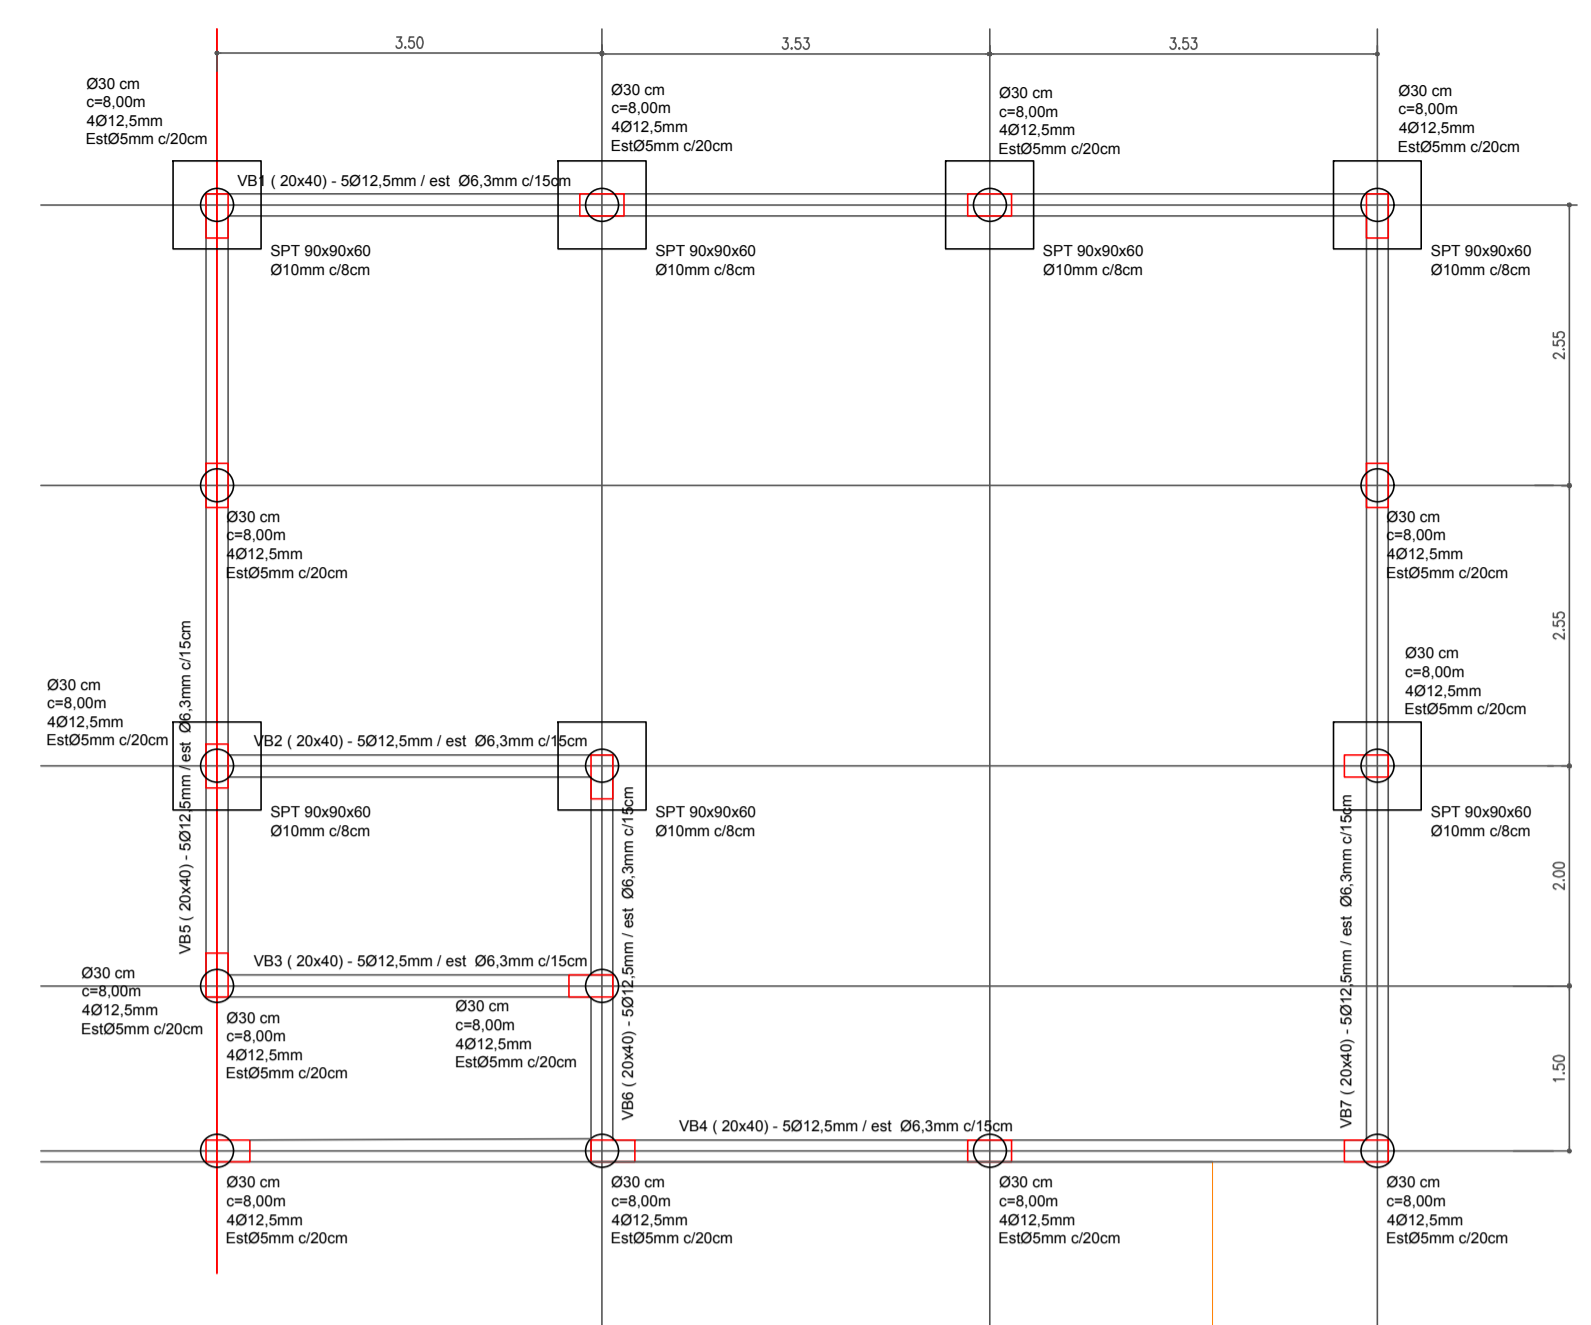 3.50
3.53
3.53
Ø30 cm
c=8,00m
4Ø12,5mm
EstØ5mm c/20cm
Ø30 cm
c=8,00m
4Ø12,5mm
EstØ5mm c/20cm
Ø30 cm
c=8,00m
4Ø12,5mm
EstØ5mm c/20cm
Ø30 cm
c=8,00m
4Ø12,5mm
EstØ5mm c/20cm
VB1 ( 20x40) - 5Ø12,5mm / est Ø6,3mm c/15cm
SPT 90x90x60
Ø10mm c/8cm
SPT 90x90x60
Ø10mm c/8cm
SPT 90x90x60
Ø10mm c/8cm
SPT 90x90x60
Ø10mm c/8cm
2.55
Ø30 cm
c=8,00m
4Ø12,5mm
EstØ5mm c/20cm
Ø30 cm
c=8,00m
4Ø12,5mm
EstØ5mm c/20cm
2.55
Ø30 cm
c=8,00m
4Ø12,5mm
EstØ5mm c/20cm
VB5 ( 20x40) - 5Ø12,5mm / est Ø6,3mm c/15cm
VB2 ( 20x40) - 5Ø12,5mm / est Ø6,3mm c/15cm
Ø30 cm
c=8,00m
4Ø12,5mm
EstØ5mm c/20cm
SPT 90x90x60
Ø10mm c/8cm
SPT 90x90x60
Ø10mm c/8cm
SPT 90x90x60
Ø10mm c/8cm
2.00
VB3 ( 20x40) - 5Ø12,5mm / est Ø6,3mm c/15cm
VB6 ( 20x40) - 5Ø12,5mm / est Ø6,3mm c/15cm
VB7 ( 20x40) - 5Ø12,5mm / est Ø6,3mm c/15cm
Ø30 cm
c=8,00m
4Ø12,5mm
EstØ5mm c/20cm
Ø30 cm
c=8,00m
4Ø12,5mm
EstØ5mm c/20cm
Ø30 cm
c=8,00m
4Ø12,5mm
EstØ5mm c/20cm
1.50
VB4 ( 20x40) - 5Ø12,5mm / est Ø6,3mm c/15cm
Ø30 cm
c=8,00m
4Ø12,5mm
EstØ5mm c/20cm
Ø30 cm
c=8,00m
4Ø12,5mm
EstØ5mm c/20cm
Ø30 cm
c=8,00m
4Ø12,5mm
EstØ5mm c/20cm
Ø30 cm
c=8,00m
4Ø12,5mm
EstØ5mm c/20cm